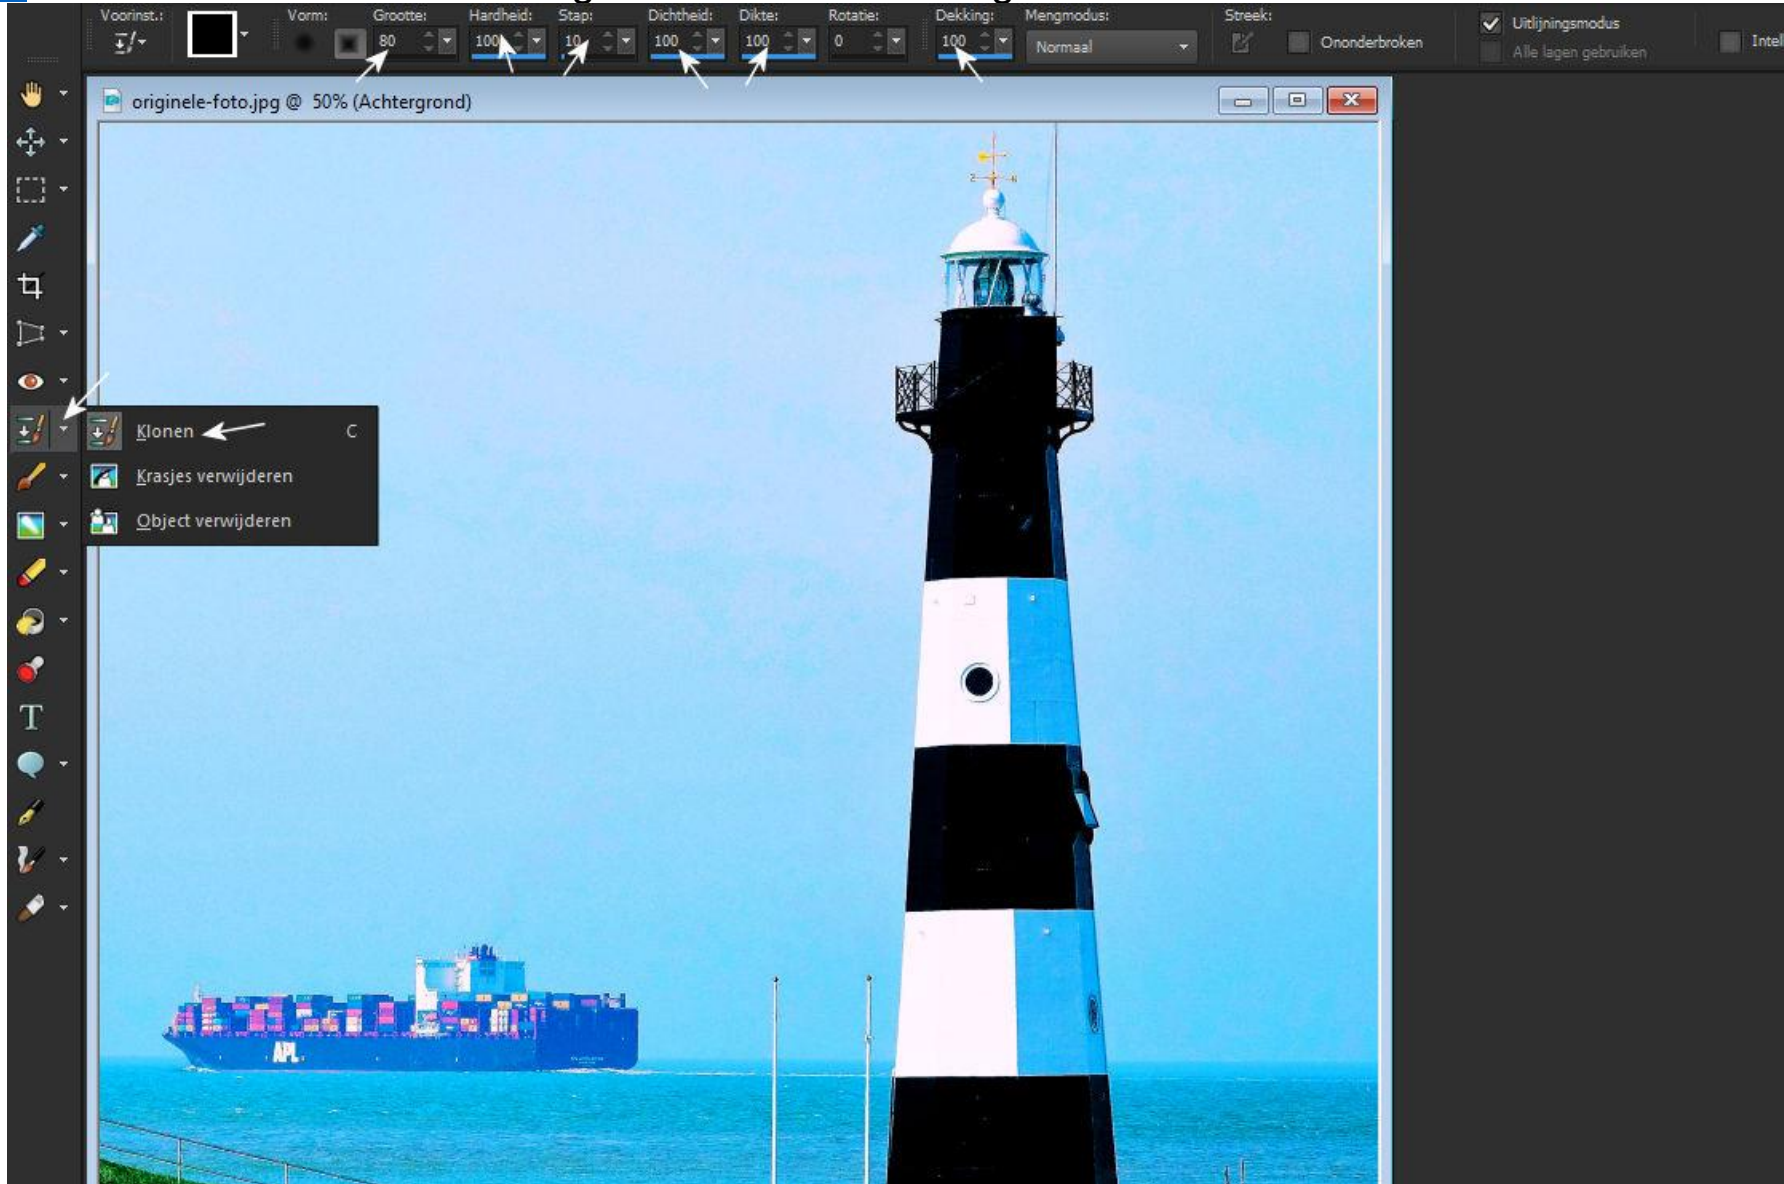 Voorinst.: Vorm: Grootte: Hardheid: Stap: Dichtheid: Dikte: Rotatie: Dekking: Mengmodus: Streek:
80 100 10 100 100 0 100 Normaal Ononderbroken
Uitlijningsmodus
Alle lagen gebruiken
originele-foto.jpg @ 50% (Achtergrond)
Klonen C
Krasjes verwijderen
Object verwijderen
T
APL